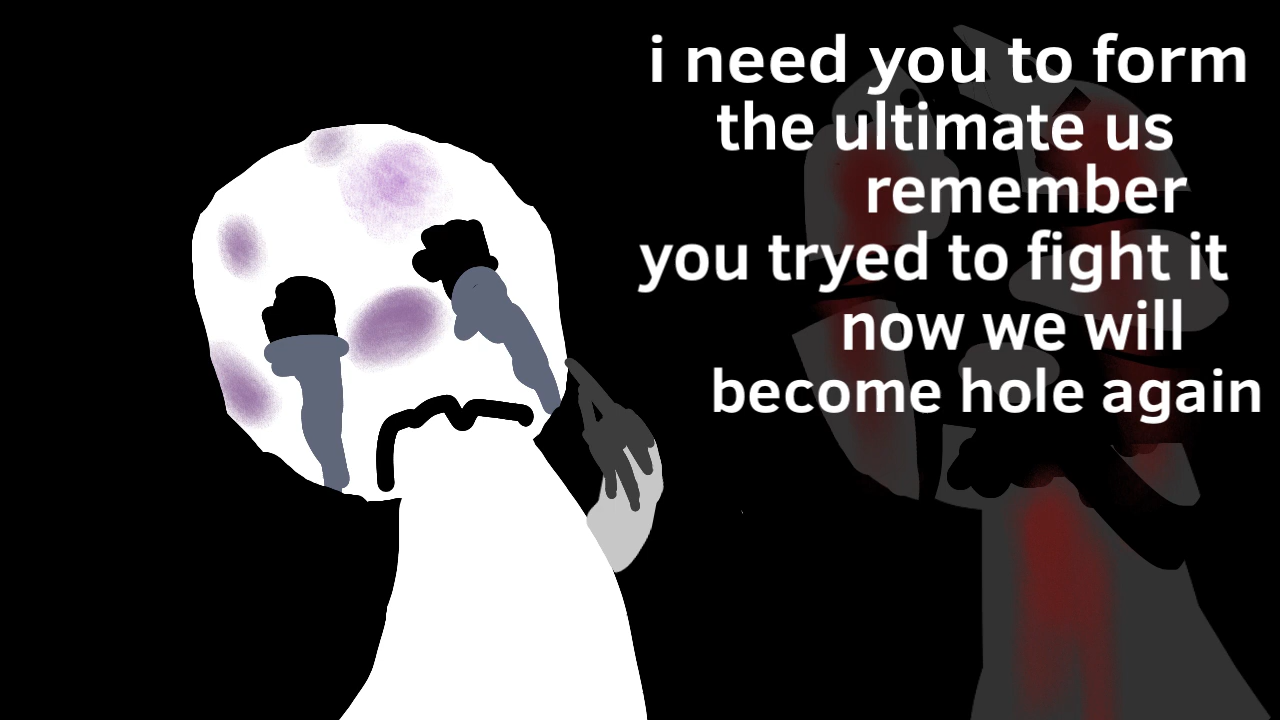 i need you to form
the ultimate us
remember
you tryed to fight it
now we will
become hole again